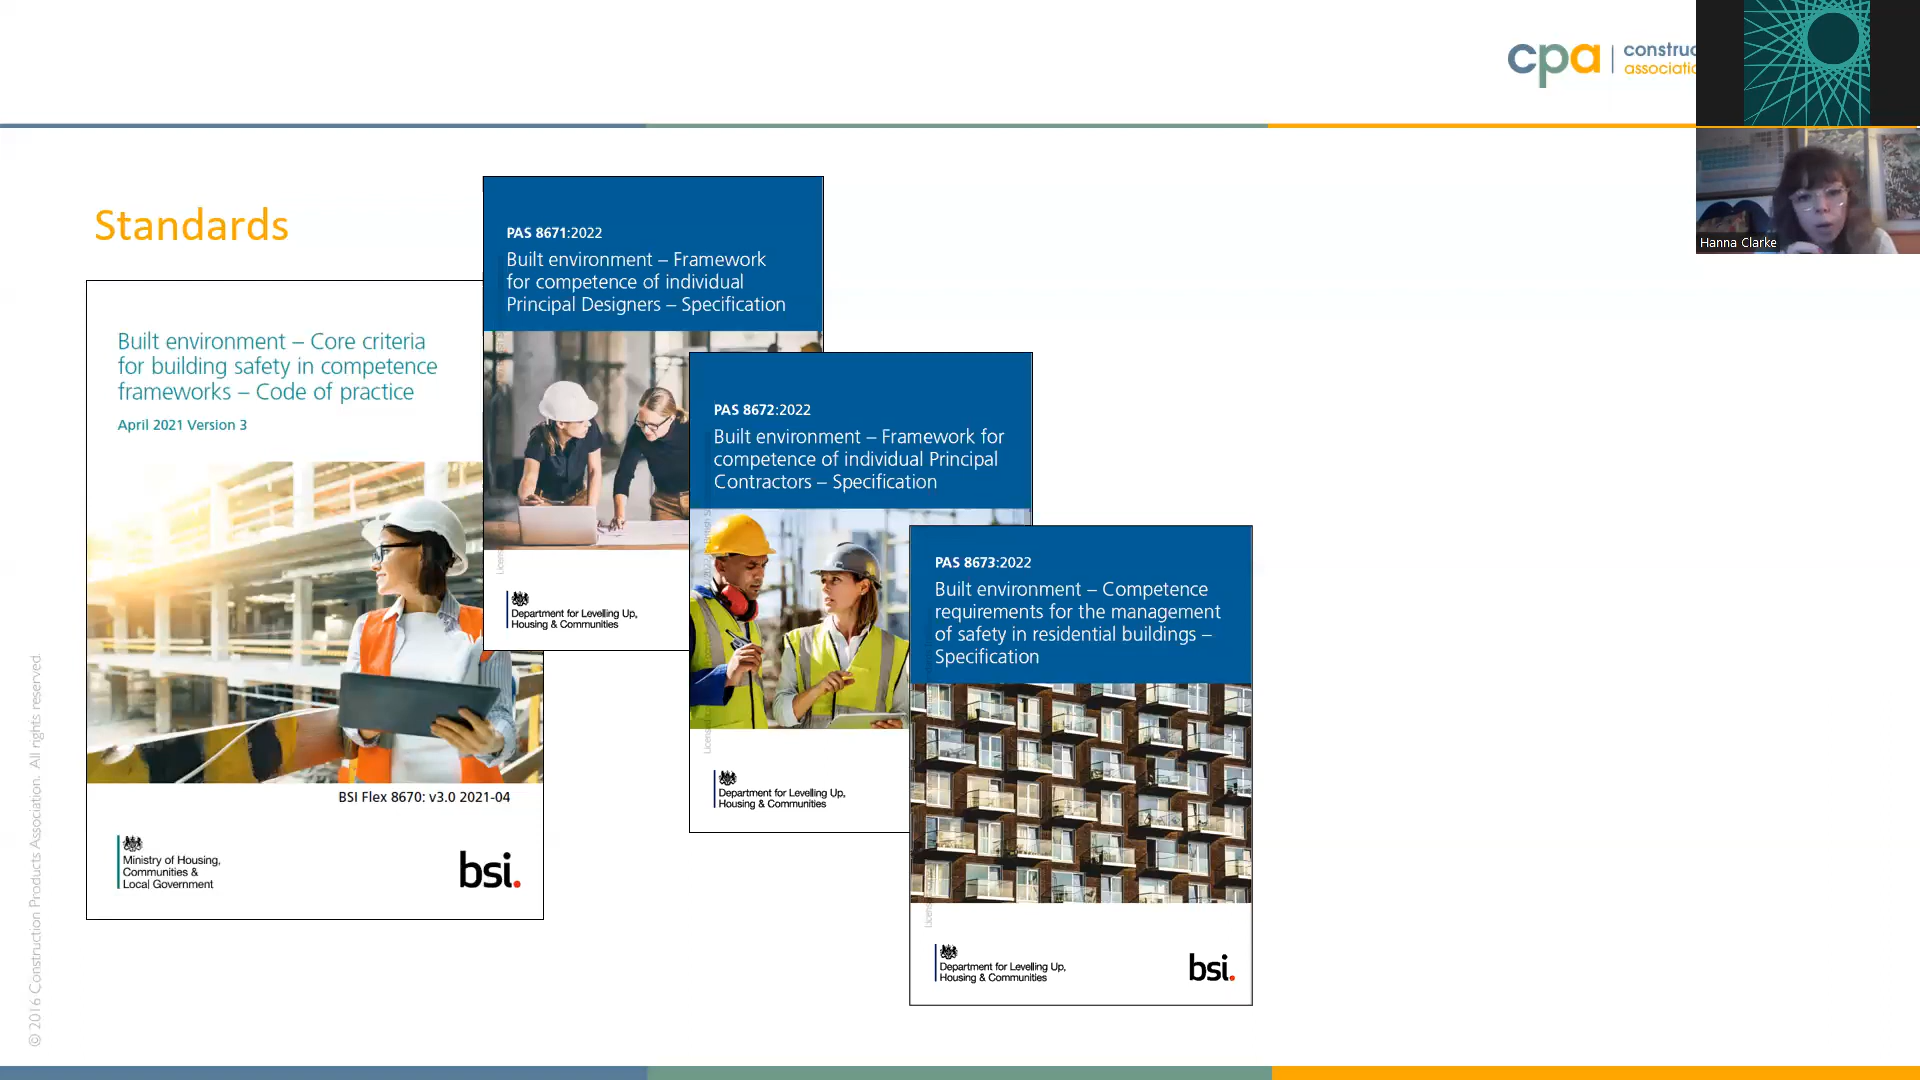 cpa
construc
associatio
Hanna Clarke
Standards
Built environment – Core criteria
for building safety in competence
frameworks – Code of practice
April 2021 Version 3
BSI Flex 8670: v3.0 2021-04
Ministry of Housing,
Communities &
Local Government
bsi.
PAS 8671:2022
Built environment – Framework
for competence of individual
Principal Designers – Specification
Department for Levelling Up,
Housing & Communities
PAS 8672:2022
Built environment – Framework for
competence of individual Principal
Contractors – Specification
Department for Levelling Up,
Housing & Communities
PAS 8673:2022
Built environment – Competence
requirements for the management
of safety in residential buildings –
Specification
Department for Levelling Up,
Housing & Communities
bsi.
© 2016 Construction Products Association. All rights reserved.